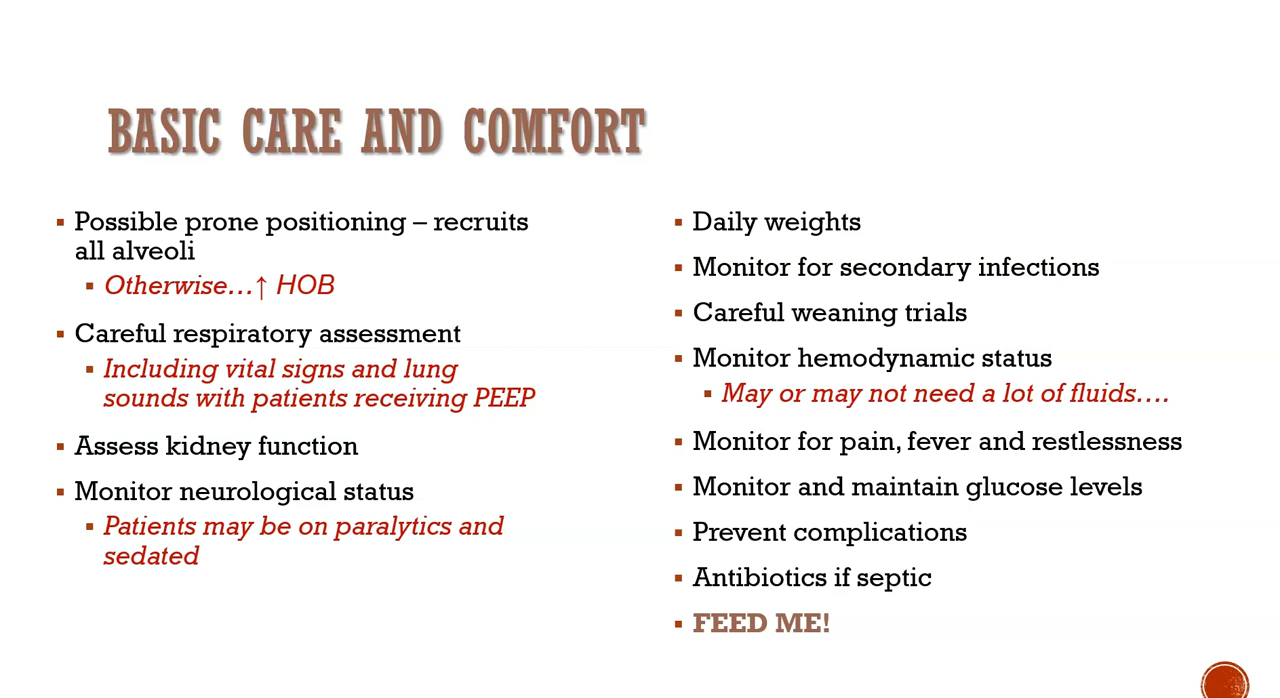 BASIC CARE AND COMFORT
▪ Possible prone positioning – recruits
all alveoli
▪ Otherwise…↑ HOB
▪ Careful respiratory assessment
▪ Including vital signs and lung
sounds with patients receiving PEEP
▪ Assess kidney function
▪ Monitor neurological status
▪ Patients may be on paralytics and
sedated
▪ Daily weights
▪ Monitor for secondary infections
▪ Careful weaning trials
▪ Monitor hemodynamic status
▪ May or may not need a lot of fluids….
▪ Monitor for pain, fever and restlessness
▪ Monitor and maintain glucose levels
▪ Prevent complications
▪ Antibiotics if septic
▪ FEED ME!